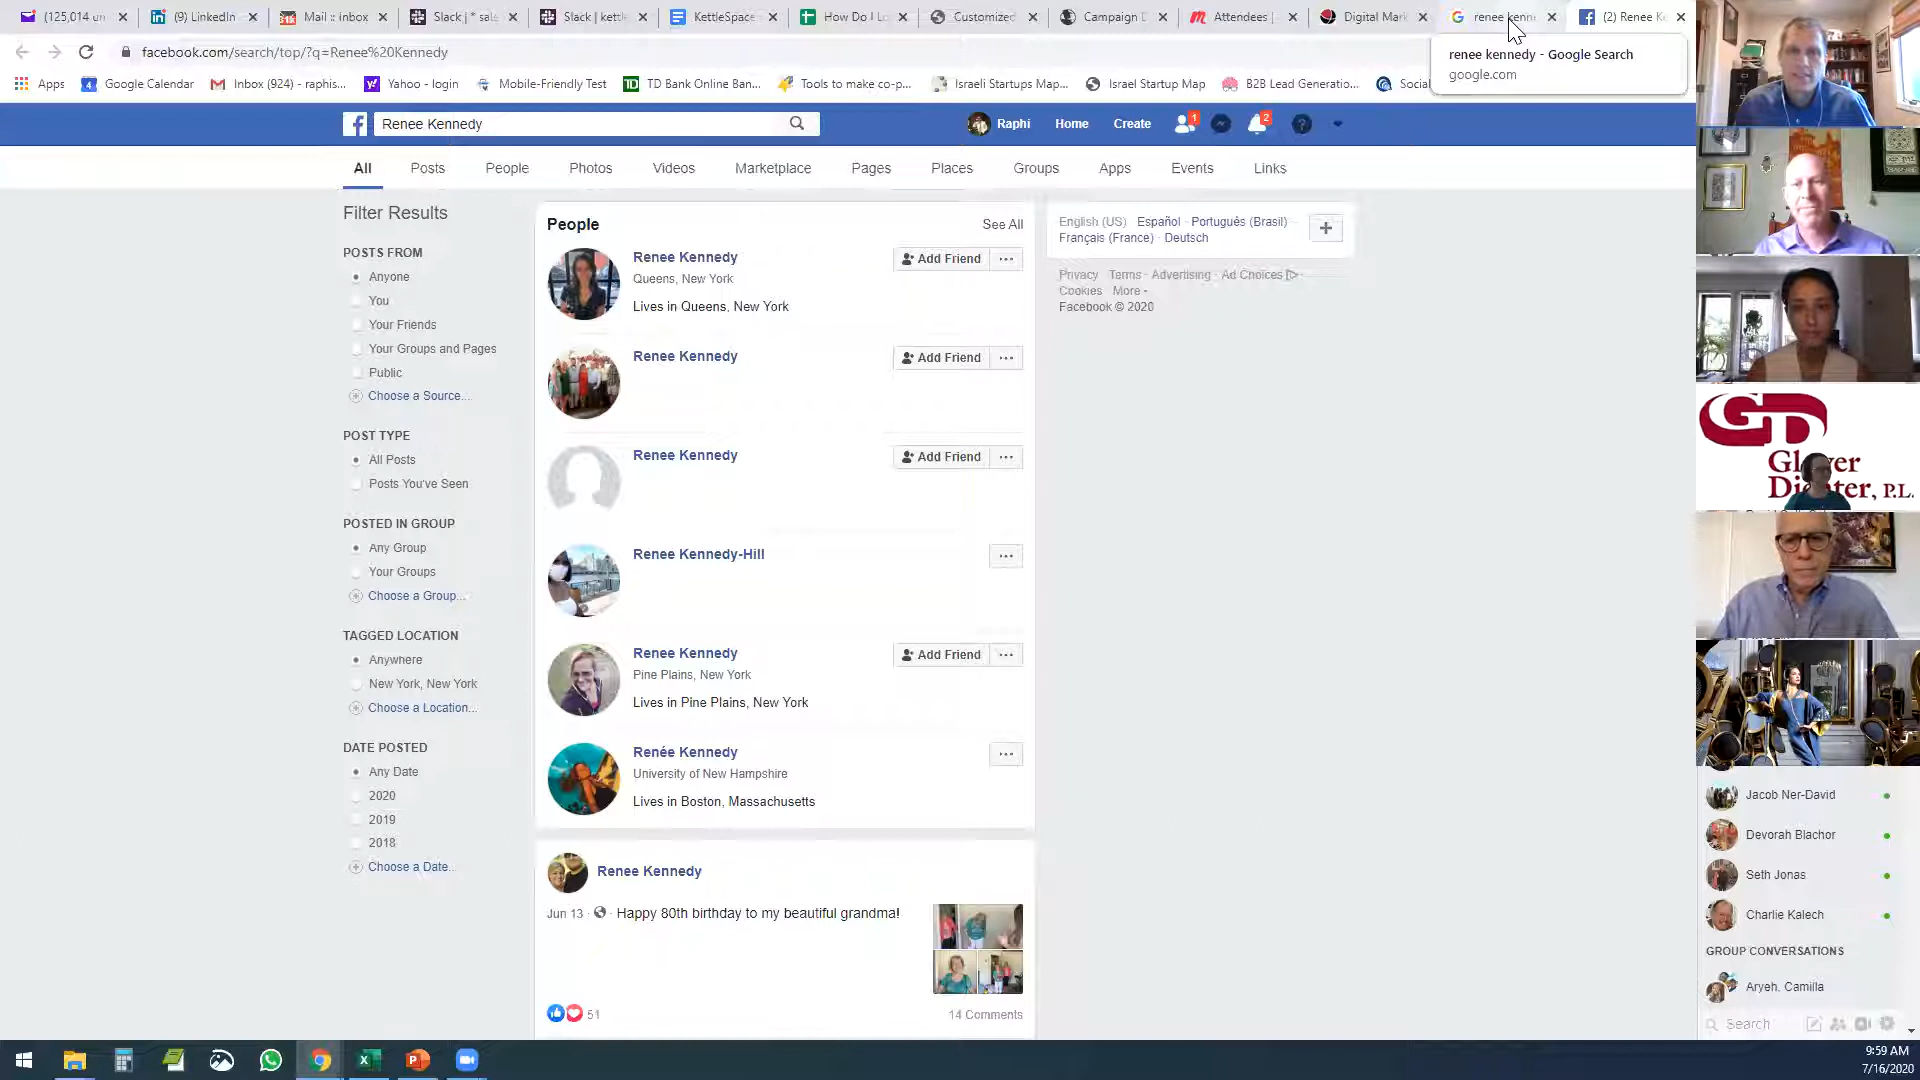 (125,014 un
(9) LinkedIn
Mail :: Inbox
Slack | * sale
Slack | kettl
KettleSpace
How Do I Lo
Customized
Campaign D
Attendees |
Digital Mark
renee kenne
(2) Renee Ke
facebook.com/search/top/?q=Renee%20Kennedy
renee kennedy - Google Search
google.com
Apps
Google Calendar
Inbox (924) - raphis...
Yahoo - login
Mobile-Friendly Test
TD Bank Online Ban...
Tools to make co-p...
Israeli Startups Map...
Israel Startup Map
B2B Lead Generatio...
Social
Renee Kennedy
Raphi
Home
Create
1
2
All
Posts
People
Photos
Videos
Marketplace
Pages
Places
Groups
Apps
Events
Links
Filter Results
POSTS FROM
Anyone
You
Your Friends
Your Groups and Pages
Public
Choose a Source...
POST TYPE
All Posts
Posts You've Seen
POSTED IN GROUP
Any Group
Your Groups
Choose a Group...
TAGGED LOCATION
Anywhere
New York, New York
Choose a Location...
DATE POSTED
Any Date
2020
2019
2018
Choose a Date...
People
See All
Renee Kennedy
Queens, New York
Lives in Queens, New York
Add Friend
Renee Kennedy
Add Friend
Renee Kennedy
Add Friend
Renee Kennedy-Hill
Renee Kennedy
Pine Plains, New York
Lives in Pine Plains, New York
Add Friend
Renée Kennedy
University of New Hampshire
Lives in Boston, Massachusetts
Renee Kennedy
Jun 13 · Happy 80th birthday to my beautiful grandma!
51
14 Comments
English (US) · Español · Português (Brasil) ·
Français (France) · Deutsch
Privacy · Terms · Advertising · Ad Choices
Cookies · More
Facebook © 2020
GD
Dichter, P.L.
Jacob Ner-David
Devorah Blachor
Seth Jonas
Charlie Kalech
GROUP CONVERSATIONS
Aryeh, Camilla
Search
9:59 AM
7/16/2020